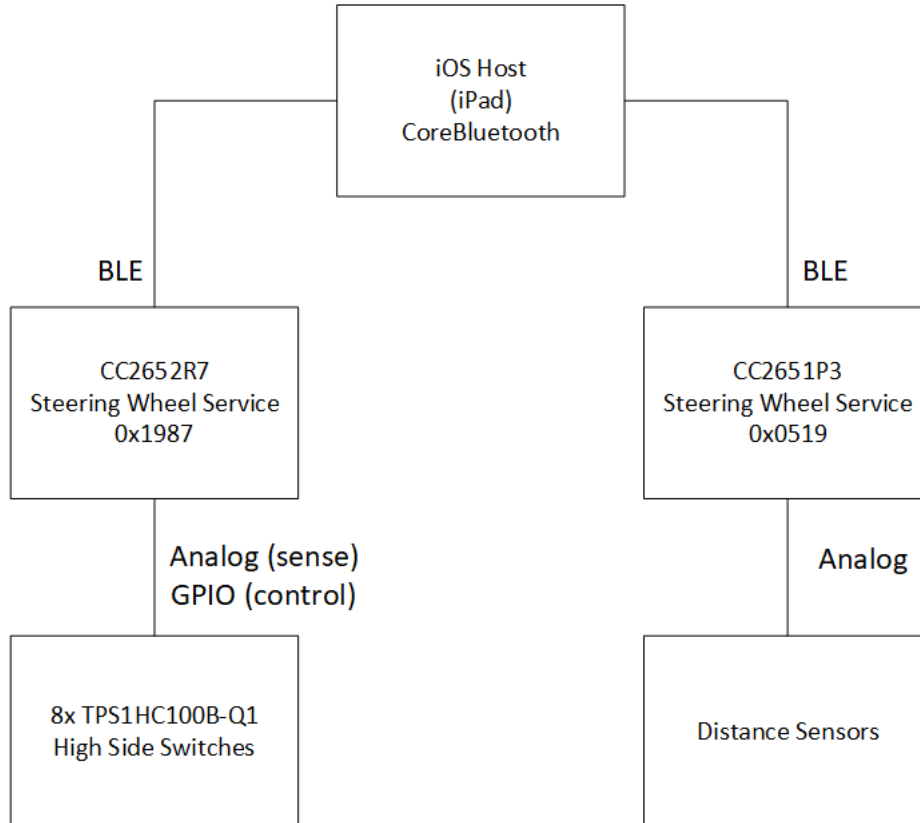 iOS Host
(iPad)
CoreBluetooth
BLE
BLE
CC2652R7
Steering Wheel Service
0x1987
CC2651P3
Steering Wheel Service
0x0519
Analog (sense)
GPIO (control)
Analog
8x TPS1HC100B-Q1
High Side Switches
Distance Sensors